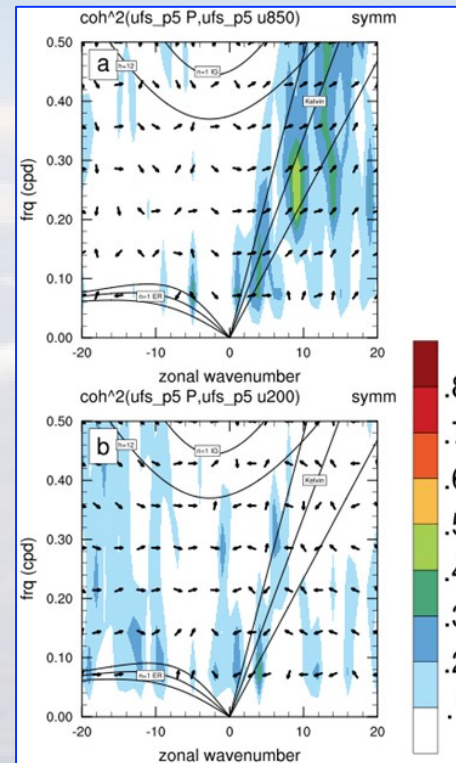 coh^2(ufs_p5 P,ufs_p5 u850) symm
a
h=12
n=1 IG
Kelvin
n=1 ER
0.50
0.40
0.30
0.20
0.10
0.00
frq (cpd)
-20 -10 0 10 20
zonal wavenumber
coh^2(ufs_p5 P,ufs_p5 u200) symm
b
h=12
n=1 IG
Kelvin
n=1 ER
0.50
0.40
0.30
0.20
0.10
0.00
frq (cpd)
-20 -10 0 10 20
zonal wavenumber